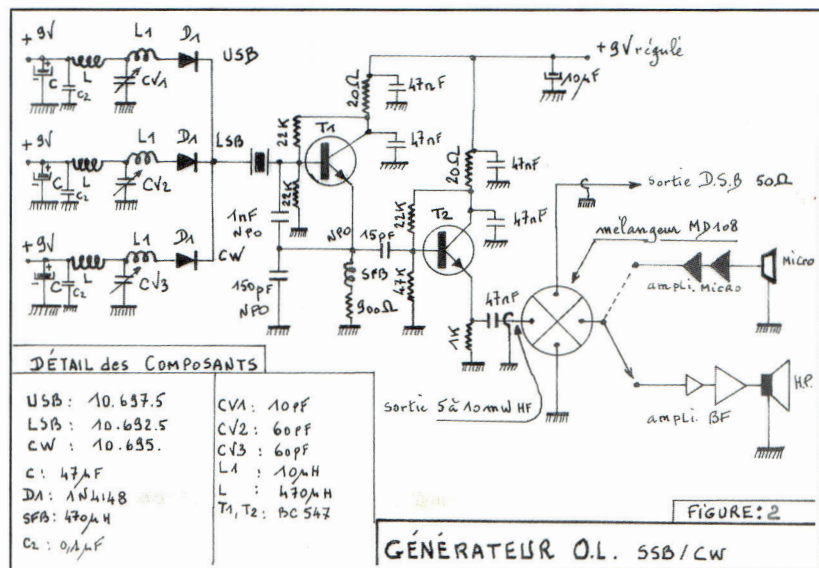 +9V
L1
D1
USB
C
C2
L
CV1
+9V
L1
D1
LSB
C
C2
L
CV2
+9V
L1
D1
CW
C
C2
L
CV3
22K
T1
20Ω
47nF
47nF
+9V régulé
10µF
22K
1nF
NPO
150pF
NPO
NPO
15pF
SFB
900Ω
22K
T2
20Ω
47nF
47nF
47K
47nF
1K
sortie D.S.B 50Ω
mélangeur MD108
Micro
ampli. Micro
H.P.
ampli. BF
sortie 5 à 10mW HF
DÉTAIL des COMPOSANTS
USB : 10.697.5
LSB : 10.692.5
CW : 10.695.
C : 47µF
D1 : 1N4148
SFB : 470µH
C2 : 0,1µF
CV1 : 10pF
CV2 : 60pF
CV3 : 60pF
L1 : 10µH
L : 470µH
T1, T2 : BC 547
FIGURE : 2
GÉNÉRATEUR O.L. SSB/CW